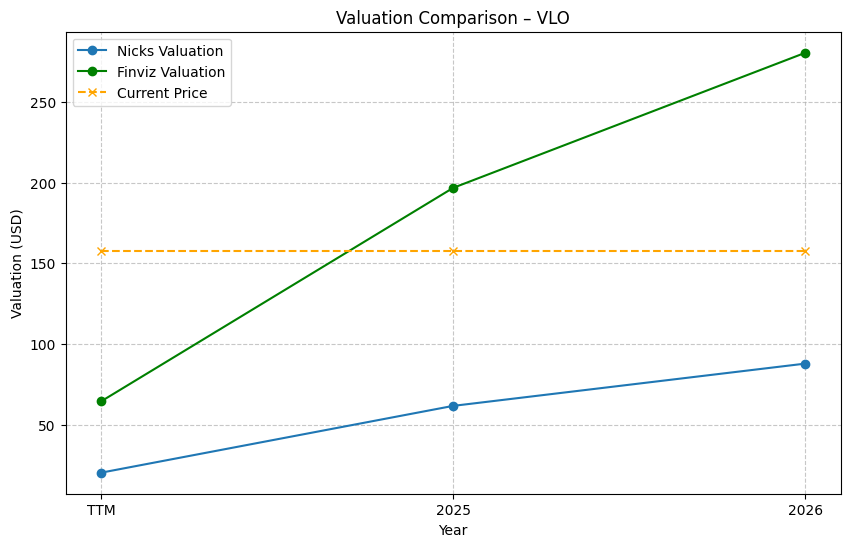 Valuation Comparison – VLO
Nicks Valuation
Finviz Valuation
Current Price
Valuation (USD)
250
200
150
100
50
TTM
2025
2026
Year